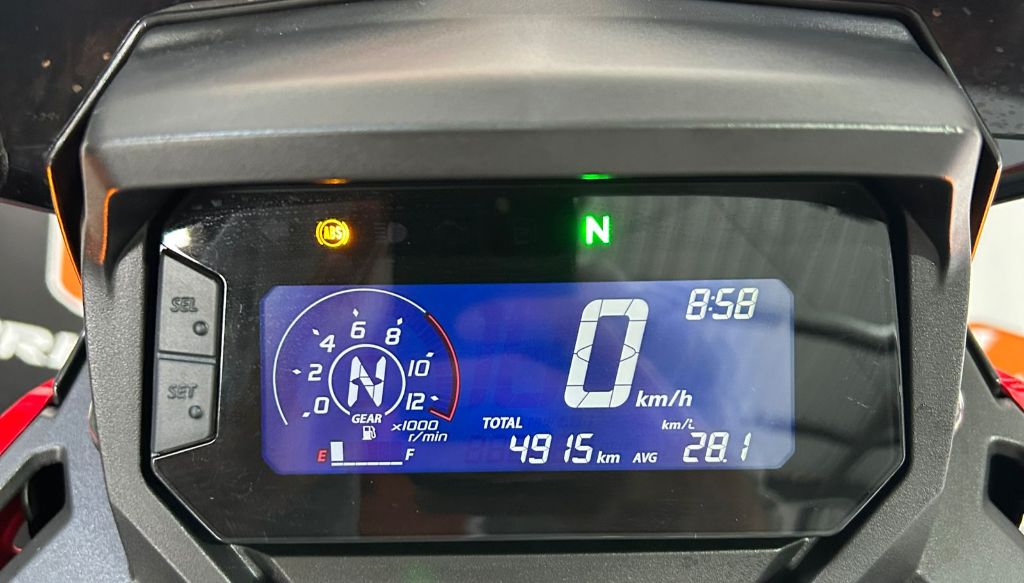 ABS
N
SEL
SET
8:58
0
km/h
0
2
4
6
8
10
12
N
GEAR
x1000
r/min
E
F
TOTAL
4915 km
km/L
AVG 28.1